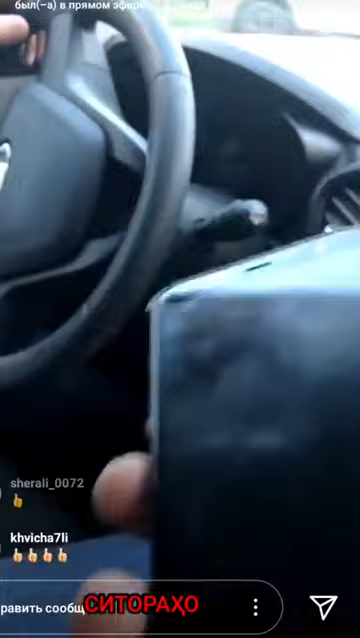 был(-а) в прямом эфире
sherali_0072
👆
khvicha7li
👆👆👆👆
равить сообщ
СИТОРАҲО